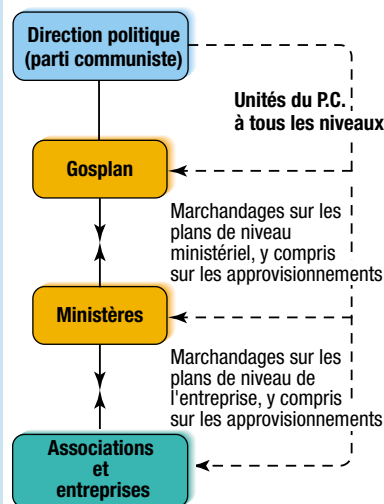 Direction politique
(parti communiste)
Unités du P.C.
à tous les niveaux
Gosplan
Marchandages sur les
plans de niveau
ministériel, y compris
sur les approvisionnements
Ministères
Marchandages sur les
plans de niveau de
l'entreprise, y compris
sur les approvisionnements
Associations
et
entreprises